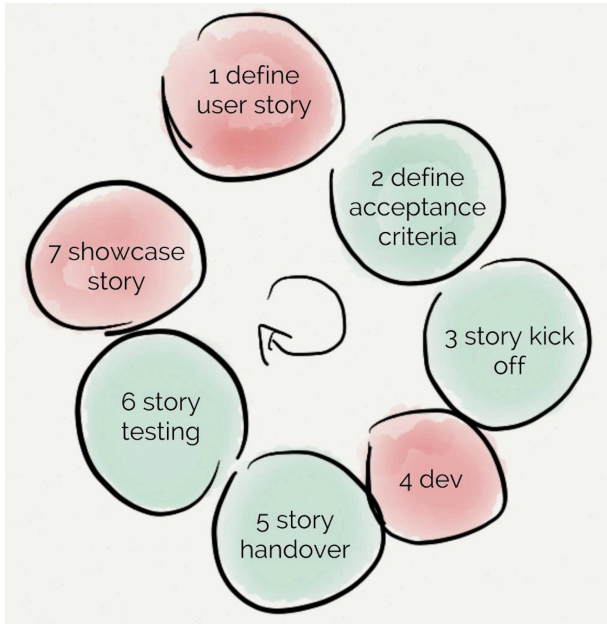 1 define
user story
2 define
acceptance
criteria
3 story kick
off
4 dev
5 story
handover
6 story
testing
7 showcase
story